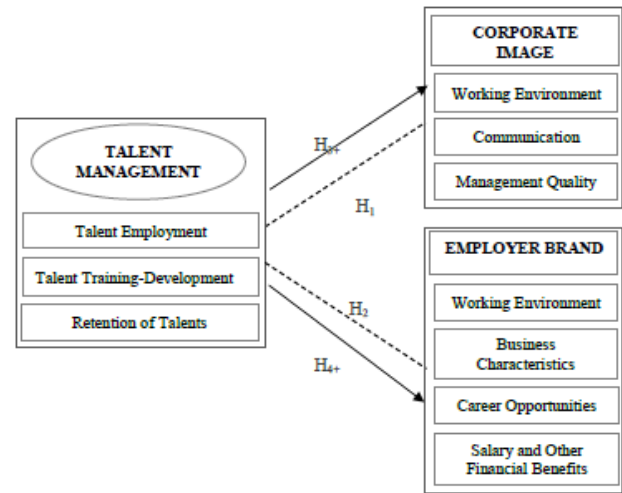 TALENT
MANAGEMENT
Talent Employment
Talent Training-Development
Retention of Talents
H3+
H1
H2
H4+
CORPORATE
IMAGE
Working Environment
Communication
Management Quality
EMPLOYER BRAND
Working Environment
Business
Characteristics
Career Opportunities
Salary and Other
Financial Benefits